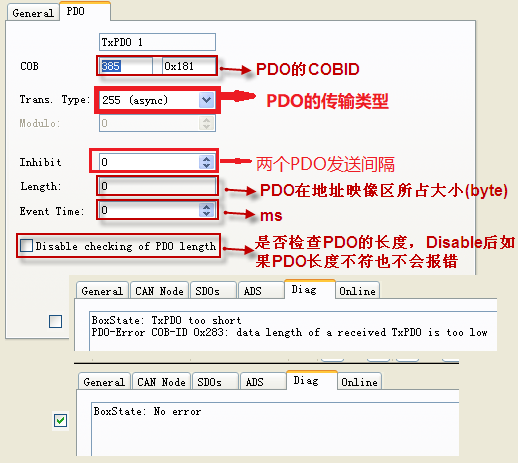 General PDO
TxPDO 1
COB 385 0x181 PDO的COBID
Trans. Type: 255 (async) PDO的传输类型
Modulo: 0
Inhibit 0 两个PDO发送间隔
Length: 0 PDO在地址映像区所占大小(byte)
Event Time: 0 ms
Disable checking of PDO length 是否检查PDO的长度，Disable后如
果PDO长度不符也不会报错
General CAN Node SDOs ADS Diag Online
BoxState: TxPDO too short
PDO-Error COB-ID 0x283: data length of a received TxPDO is too low
General CAN Node SDOs ADS Diag Online
BoxState: No error